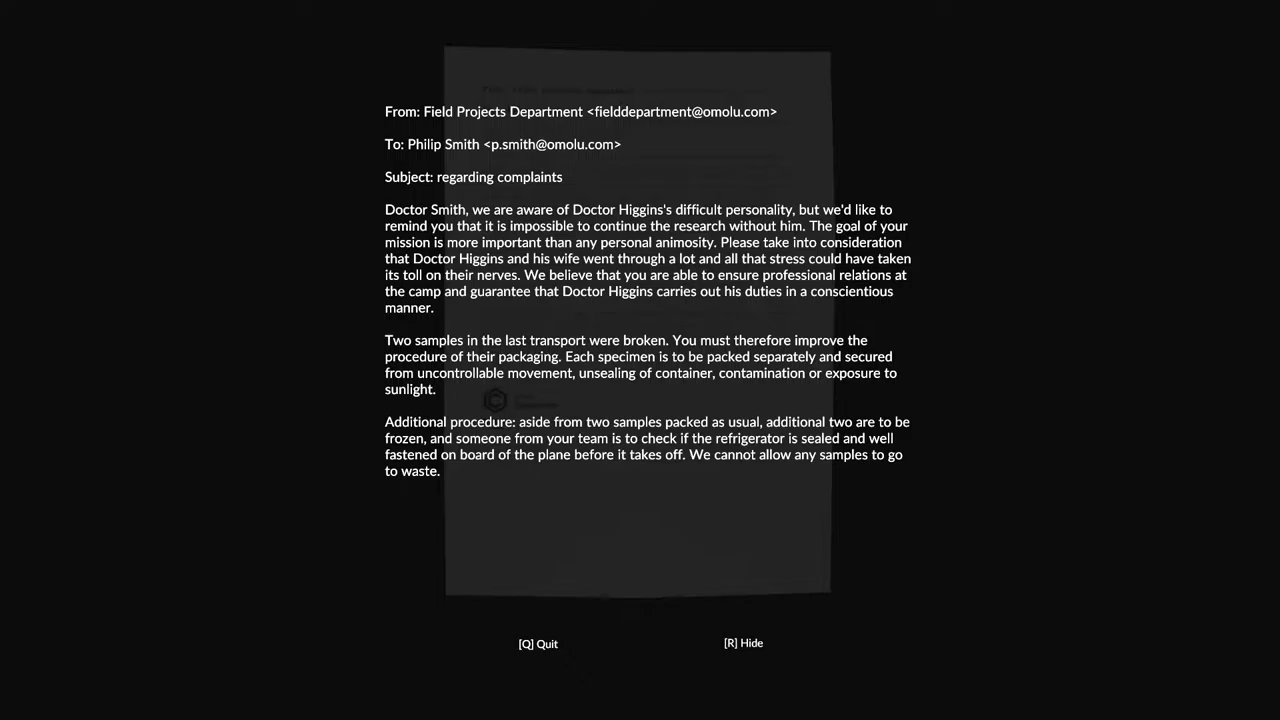 From: Field Projects Department <fielddepartment@omolu.com>
To: Philip Smith <p.smith@omolu.com>
Subject: regarding complaints
Doctor Smith, we are aware of Doctor Higgins's difficult personality, but we'd like to
remind you that it is impossible to continue the research without him. The goal of your
mission is more important than any personal animosity. Please take into consideration
that Doctor Higgins and his wife went through a lot and all that stress could have taken
its toll on their nerves. We believe that you are able to ensure professional relations at
the camp and guarantee that Doctor Higgins carries out his duties in a conscientious
manner.
Two samples in the last transport were broken. You must therefore improve the
procedure of their packaging. Each specimen is to be packed separately and secured
from uncontrollable movement, unsealing of container, contamination or exposure to
sunlight.
Additional procedure: aside from two samples packed as usual, additional two are to be
frozen, and someone from your team is to check if the refrigerator is sealed and well
fastened on board of the plane before it takes off. We cannot allow any samples to go
to waste.
[Q] Quit
[R] Hide